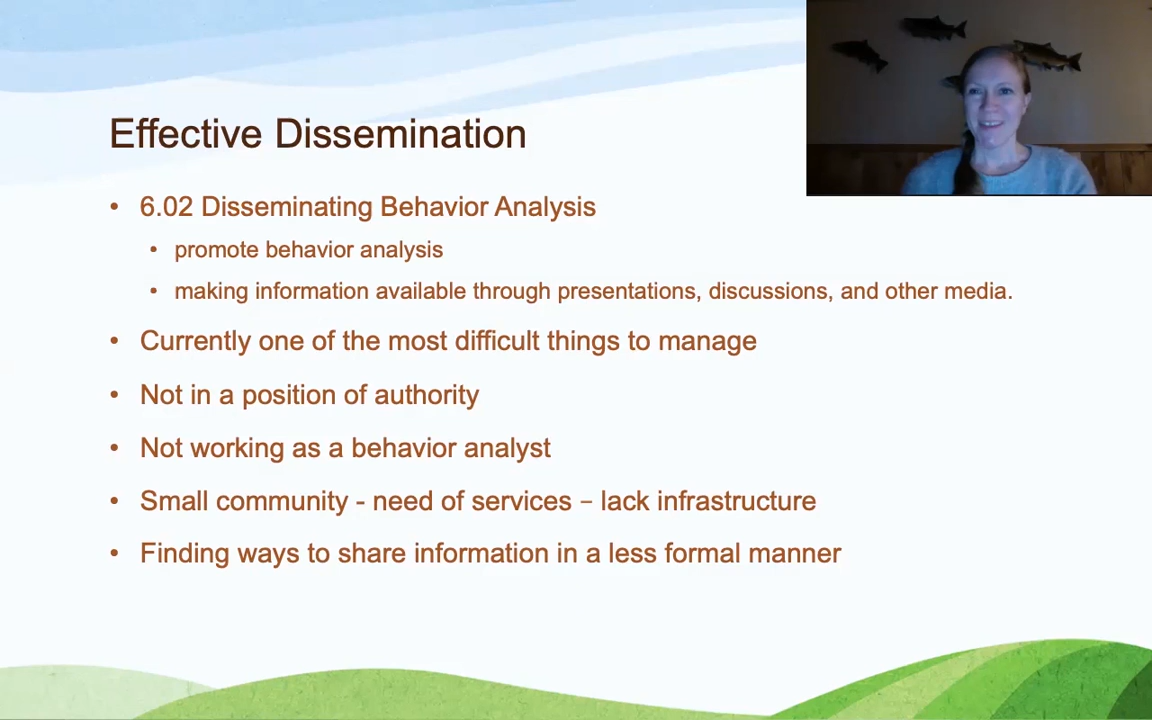 Effective Dissemination
• 6.02 Disseminating Behavior Analysis
• promote behavior analysis
• making information available through presentations, discussions, and other media.
• Currently one of the most difficult things to manage
• Not in a position of authority
• Not working as a behavior analyst
• Small community - need of services – lack infrastructure
• Finding ways to share information in a less formal manner